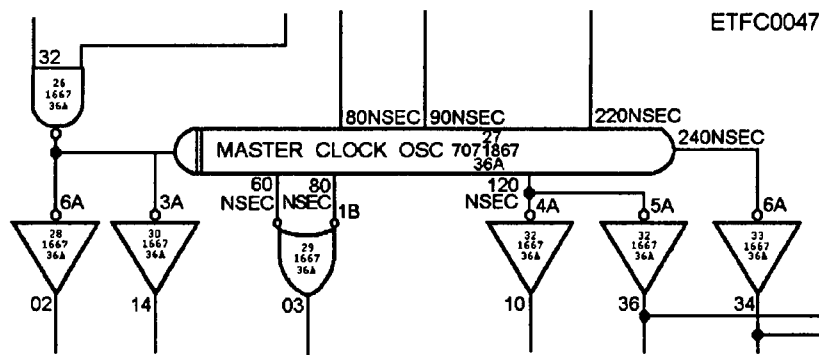 ETFC0047
32
26
1667
36A
80NSEC 90NSEC 220NSEC
27
MASTER CLOCK OSC 7071867
36A
240NSEC
60 80 120
NSEC NSEC NSEC
6A 3A 1B 4A 5A 6A
28
1667
36A
30
1667
36A
29
1667
36A
32
1667
36A
32
1667
36A
33
1667
36A
02 14 03 10 36 34